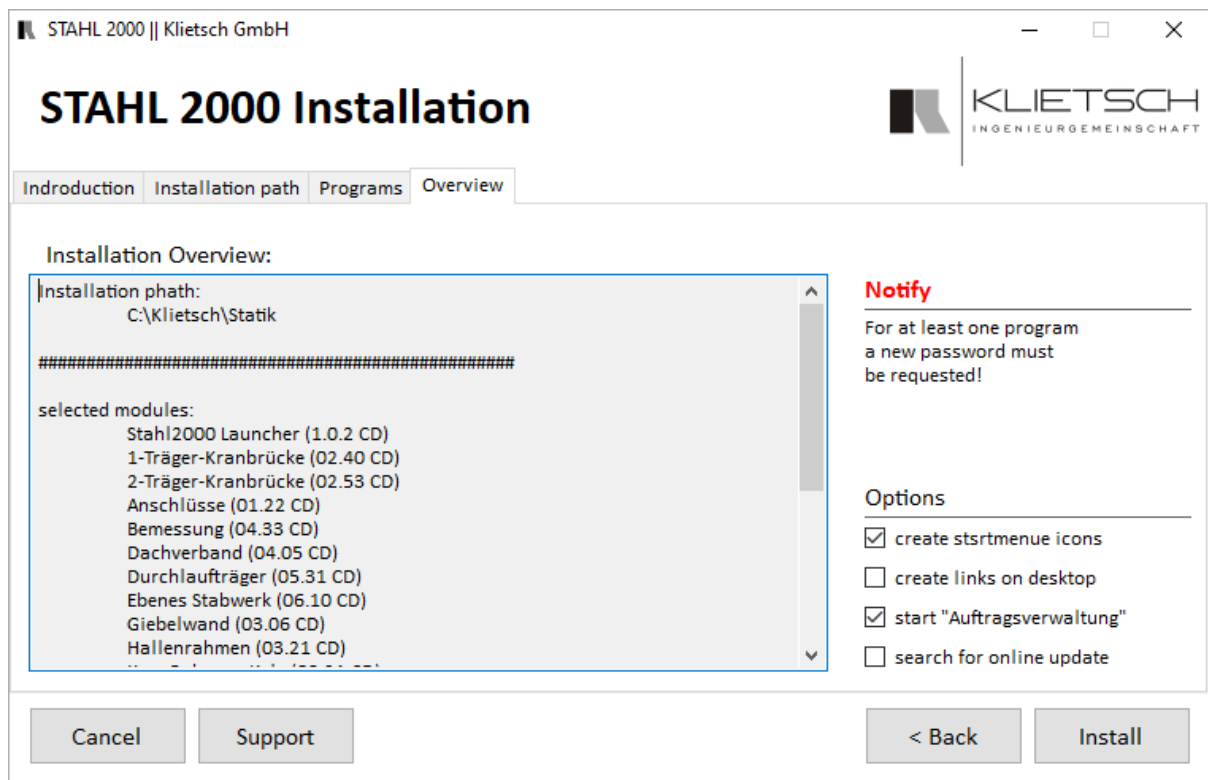 STAHL 2000 || Klietsch GmbH
STAHL 2000 Installation
KLIETSCH
INGENIEURGEMEINSCHAFT
Indroduction
Installation path
Programs
Overview
Installation Overview:
Installation phath:
C:\Klietsch\Statik
##################################################
selected modules:
Stahl2000 Launcher (1.0.2 CD)
1-Träger-Kranbrücke (02.40 CD)
2-Träger-Kranbrücke (02.53 CD)
Anschlüsse (01.22 CD)
Bemessung (04.33 CD)
Dachverband (04.05 CD)
Durchlaufträger (05.31 CD)
Ebenes Stabwerk (06.10 CD)
Giebelwand (03.06 CD)
Hallenrahmen (03.21 CD)
Notify
For at least one program
a new password must
be requested!
Options
create stsrtmenue icons
create links on desktop
start "Auftragsverwaltung"
search for online update
Cancel
Support
< Back
Install